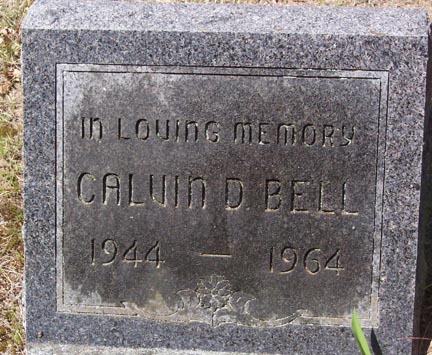 IN LOVING MEMORY
CALVIN D. BELL
1944 — 1964